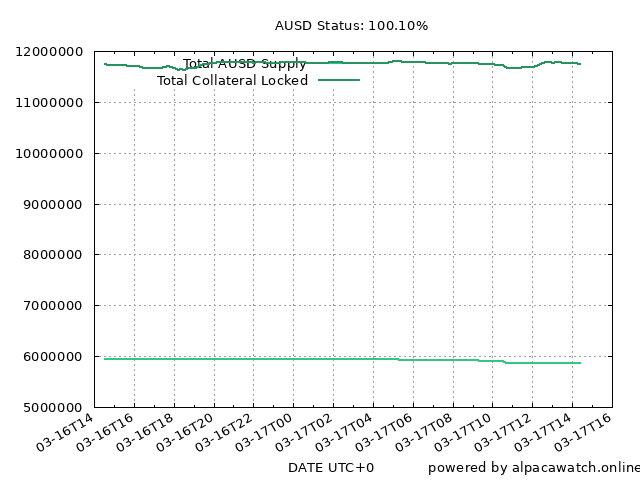 AUSD Status: 100.10%
12000000
11000000
10000000
9000000
8000000
7000000
6000000
5000000
Total AUSD Supply
Total Collateral Locked
03-16T14
03-16T16
03-16T18
03-16T20
03-16T22
03-17T00
03-17T02
03-17T04
03-17T06
03-17T08
03-17T10
03-17T12
03-17T14
03-17T16
DATE UTC+0
powered by alpacawatch.online